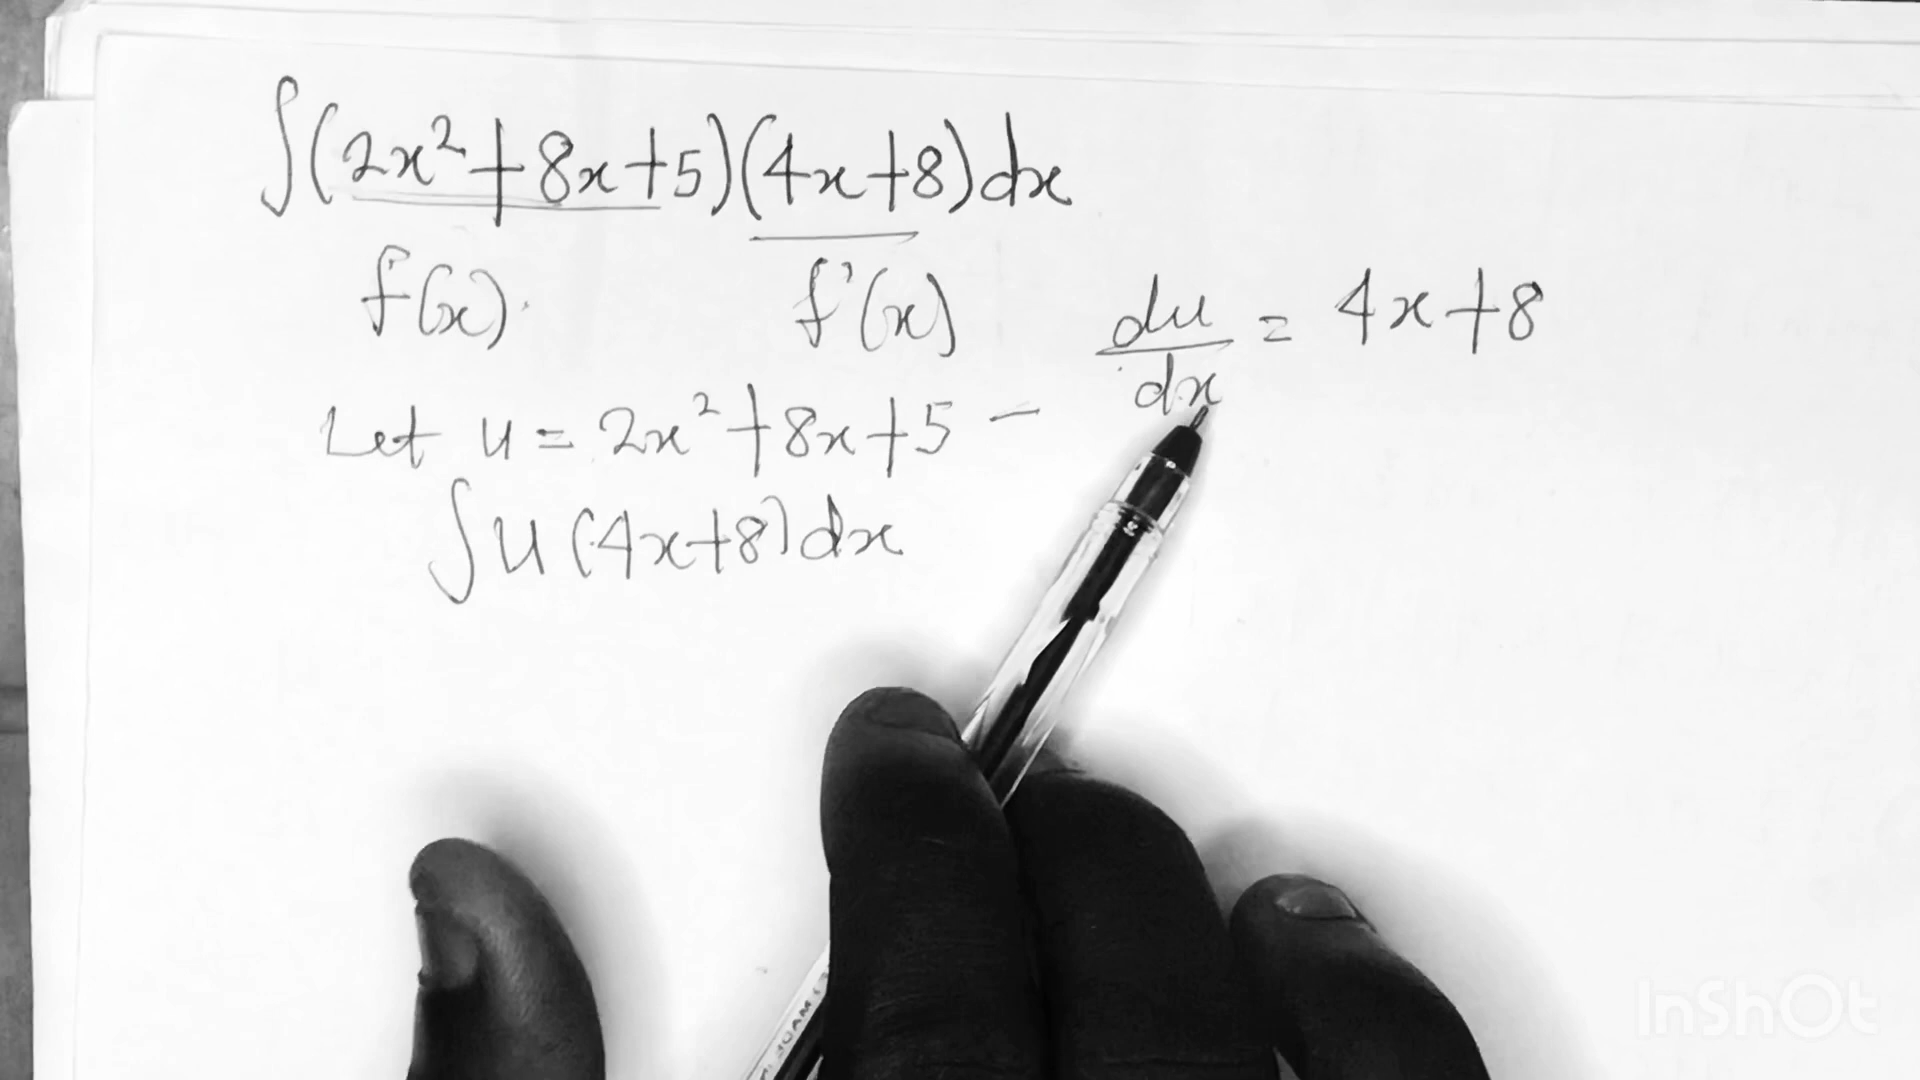 ∫(2x²+8x+5)(4x+8)dx
f(x) f'(x)
du/dx = 4x+8
Let u = 2x²+8x+5 –
∫u(4x+8)dx
InShOt